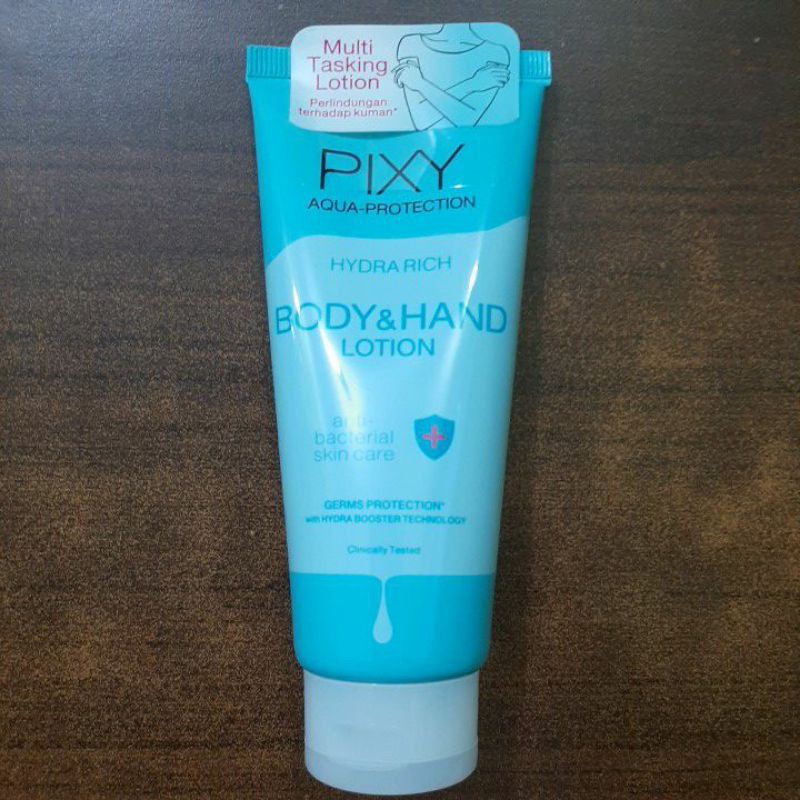 Multi
Tasking
Lotion
Perlindungan
terhadap kuman*
PIXY
AQUA-PROTECTION
HYDRA RICH
BODY&HAND
LOTION
anti-
bacterial
skin care
GERMS PROTECTION*
with HYDRA BOOSTER TECHNOLOGY
Clinically Tested